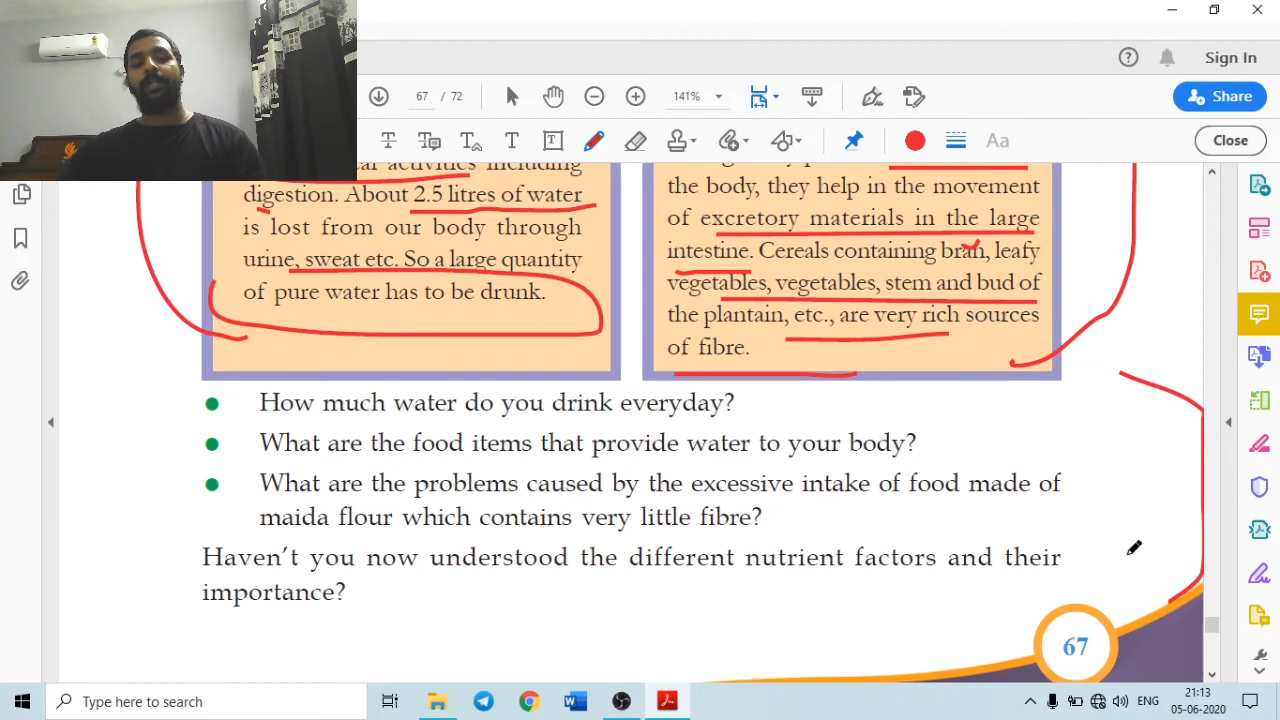 Sign In
67 / 72
141%
Share
Aa
Close
activities including
digestion. About 2.5 litres of water
is lost from our body through
urine, sweat etc. So a large quantity
of pure water has to be drunk.
the body, they help in the movement
of excretory materials in the large
intestine. Cereals containing bran, leafy
vegetables, vegetables, stem and bud of
the plantain, etc., are very rich sources
of fibre.
How much water do you drink everyday?
What are the food items that provide water to your body?
What are the problems caused by the excessive intake of food made of
maida flour which contains very little fibre?
Haven't you now understood the different nutrient factors and their
importance?
67
Type here to search
ENG
21:13
05-06-2020